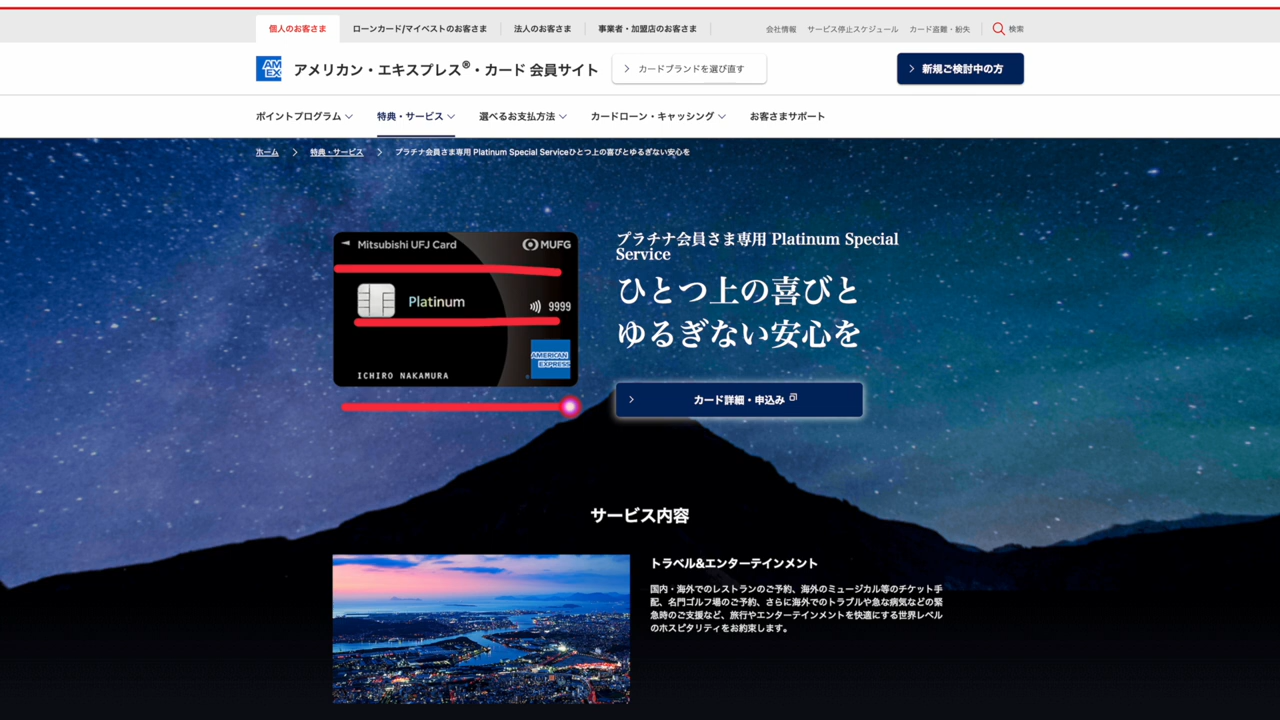 個人のお客さま
ローンカード/マイベストのお客さま
法人のお客さま
事業者・加盟店のお客さま
会社情報
サービス停止スケジュール
カード盗難・紛失
検索
AM
EX
アメリカン・エキスプレス®・カード 会員サイト
カードブランドを選び直す
新規ご検討中の方
ポイントプログラム
特典・サービス
選べるお支払方法
カードローン・キャッシング
お客さまサポート
ホーム
特典・サービス
プラチナ会員さま専用 Platinum Special Serviceひとつ上の喜びとゆるぎない安心を
Mitsubishi UFJ Card
MUFG
Platinum
9999
AMERICAN
EXPRESS
ICHIRO NAKAMURA
プラチナ会員さま専用 Platinum Special
Service
ひとつ上の喜びと
ゆるぎない安心を
カード詳細・申込み
サービス内容
トラベル&エンターテインメント
国内・海外でのレストランのご予約、海外のミュージカル等のチケット手
配、名門ゴルフ場のご予約、さらに海外でのトラブルや急な病気などの緊
急時のご支援など、旅行やエンターテインメントを快適にする世界レベル
のホスピタリティをお約束します。